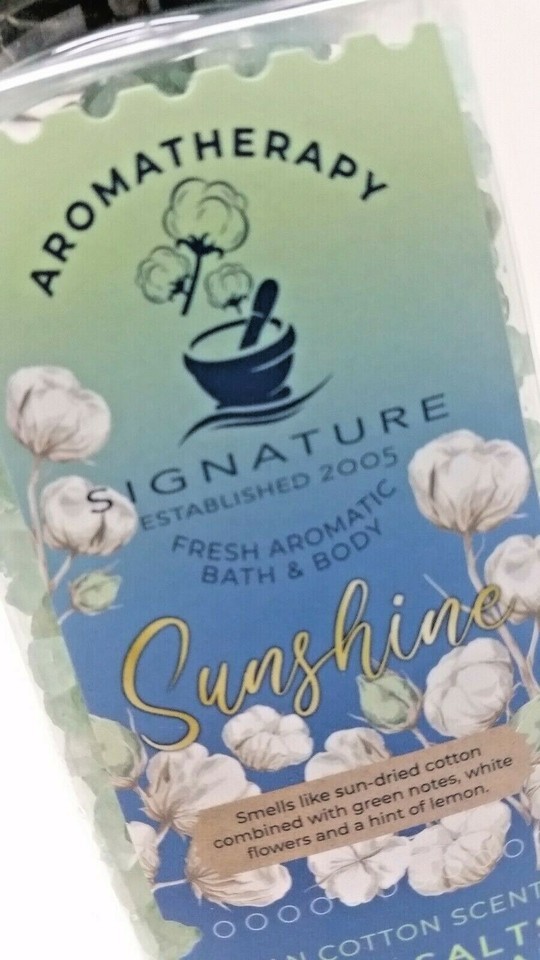 AROMATHERAPY
SIGNATURE
ESTABLISHED 2005
FRESH AROMATIC
BATH & BODY
Sunshine
Smells like sun-dried cotton
combined with green notes, white
flowers and a hint of lemon.
COTTON SCENT
SALTS